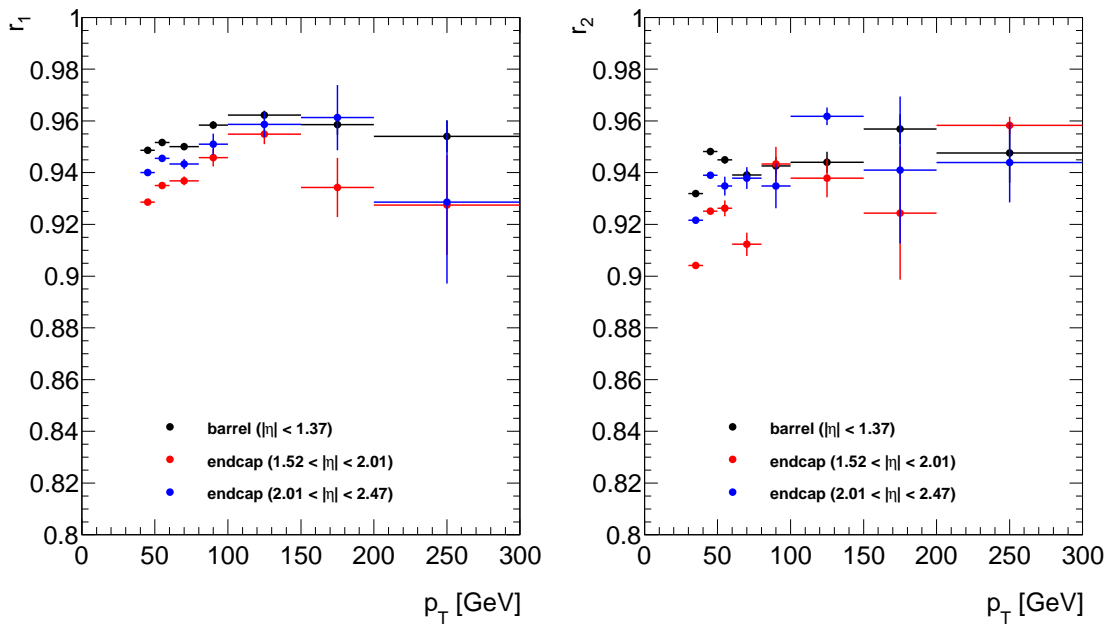 r1
1
0.98
0.96
0.94
0.92
0.9
0.88
0.86
0.84
0.82
0.8
barrel (|η| < 1.37)
endcap (1.52 < |η| < 2.01)
endcap (2.01 < |η| < 2.47)
0 50 100 150 200 250 300
pT [GeV]
r2
1
0.98
0.96
0.94
0.92
0.9
0.88
0.86
0.84
0.82
0.8
barrel (|η| < 1.37)
endcap (1.52 < |η| < 2.01)
endcap (2.01 < |η| < 2.47)
0 50 100 150 200 250 300
pT [GeV]